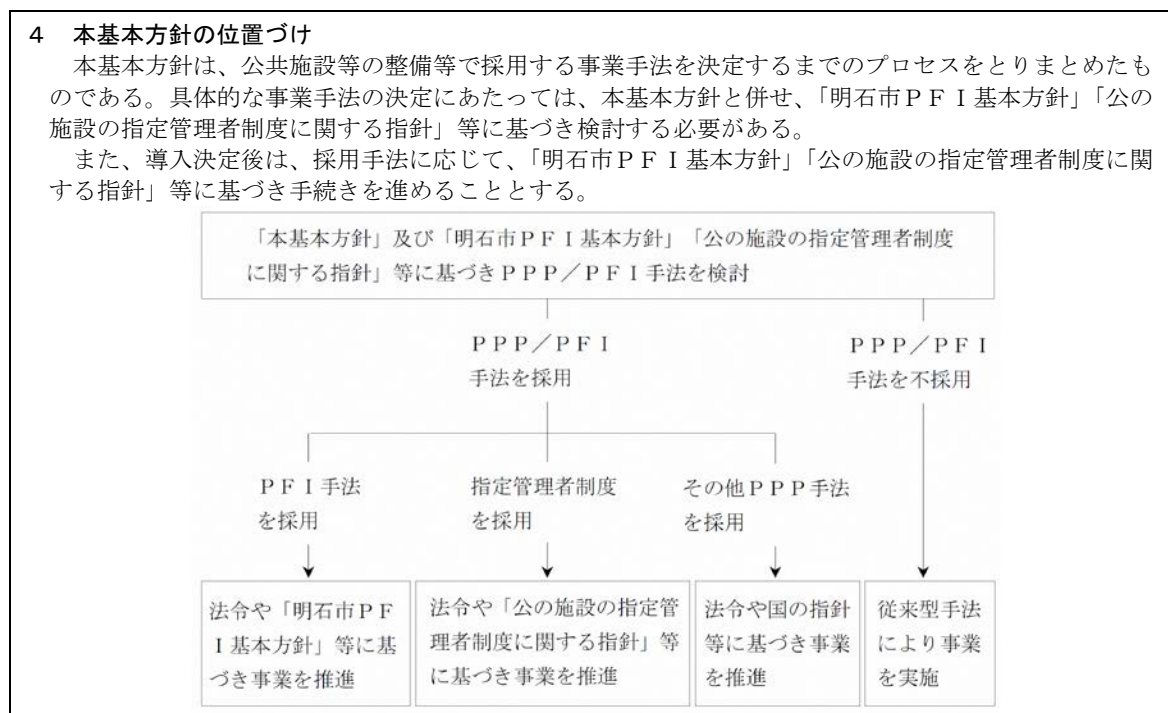 ４　本基本方針の位置づけ
本基本方針は、公共施設等の整備等で採用する事業手法を決定するまでのプロセスをとりまとめたも
のである。具体的な事業手法の決定にあたっては、本基本方針と併せ、「明石市ＰＦＩ基本方針」「公の
施設の指定管理者制度に関する指針」等に基づき検討する必要がある。
また、導入決定後は、採用手法に応じて、「明石市ＰＦＩ基本方針」「公の施設の指定管理者制度に関
する指針」等に基づき手続きを進めることとする。
「本基本方針」及び「明石市ＰＦＩ基本方針」「公の施設の指定管理者制度
に関する指針」等に基づきＰＰＰ／ＰＦＩ手法を検討
ＰＰＰ／ＰＦＩ
手法を採用
ＰＰＰ／ＰＦＩ
手法を不採用
ＰＦＩ手法
を採用
指定管理者制度
を採用
その他ＰＰＰ手法
を採用
法令や「明石市ＰＦ
Ｉ基本方針」等に基
づき事業を推進
法令や「公の施設の指定管
理者制度に関する指針」等
に基づき事業を推進
法令や国の指針
等に基づき事業
を推進
従来型手法
により事業
を実施